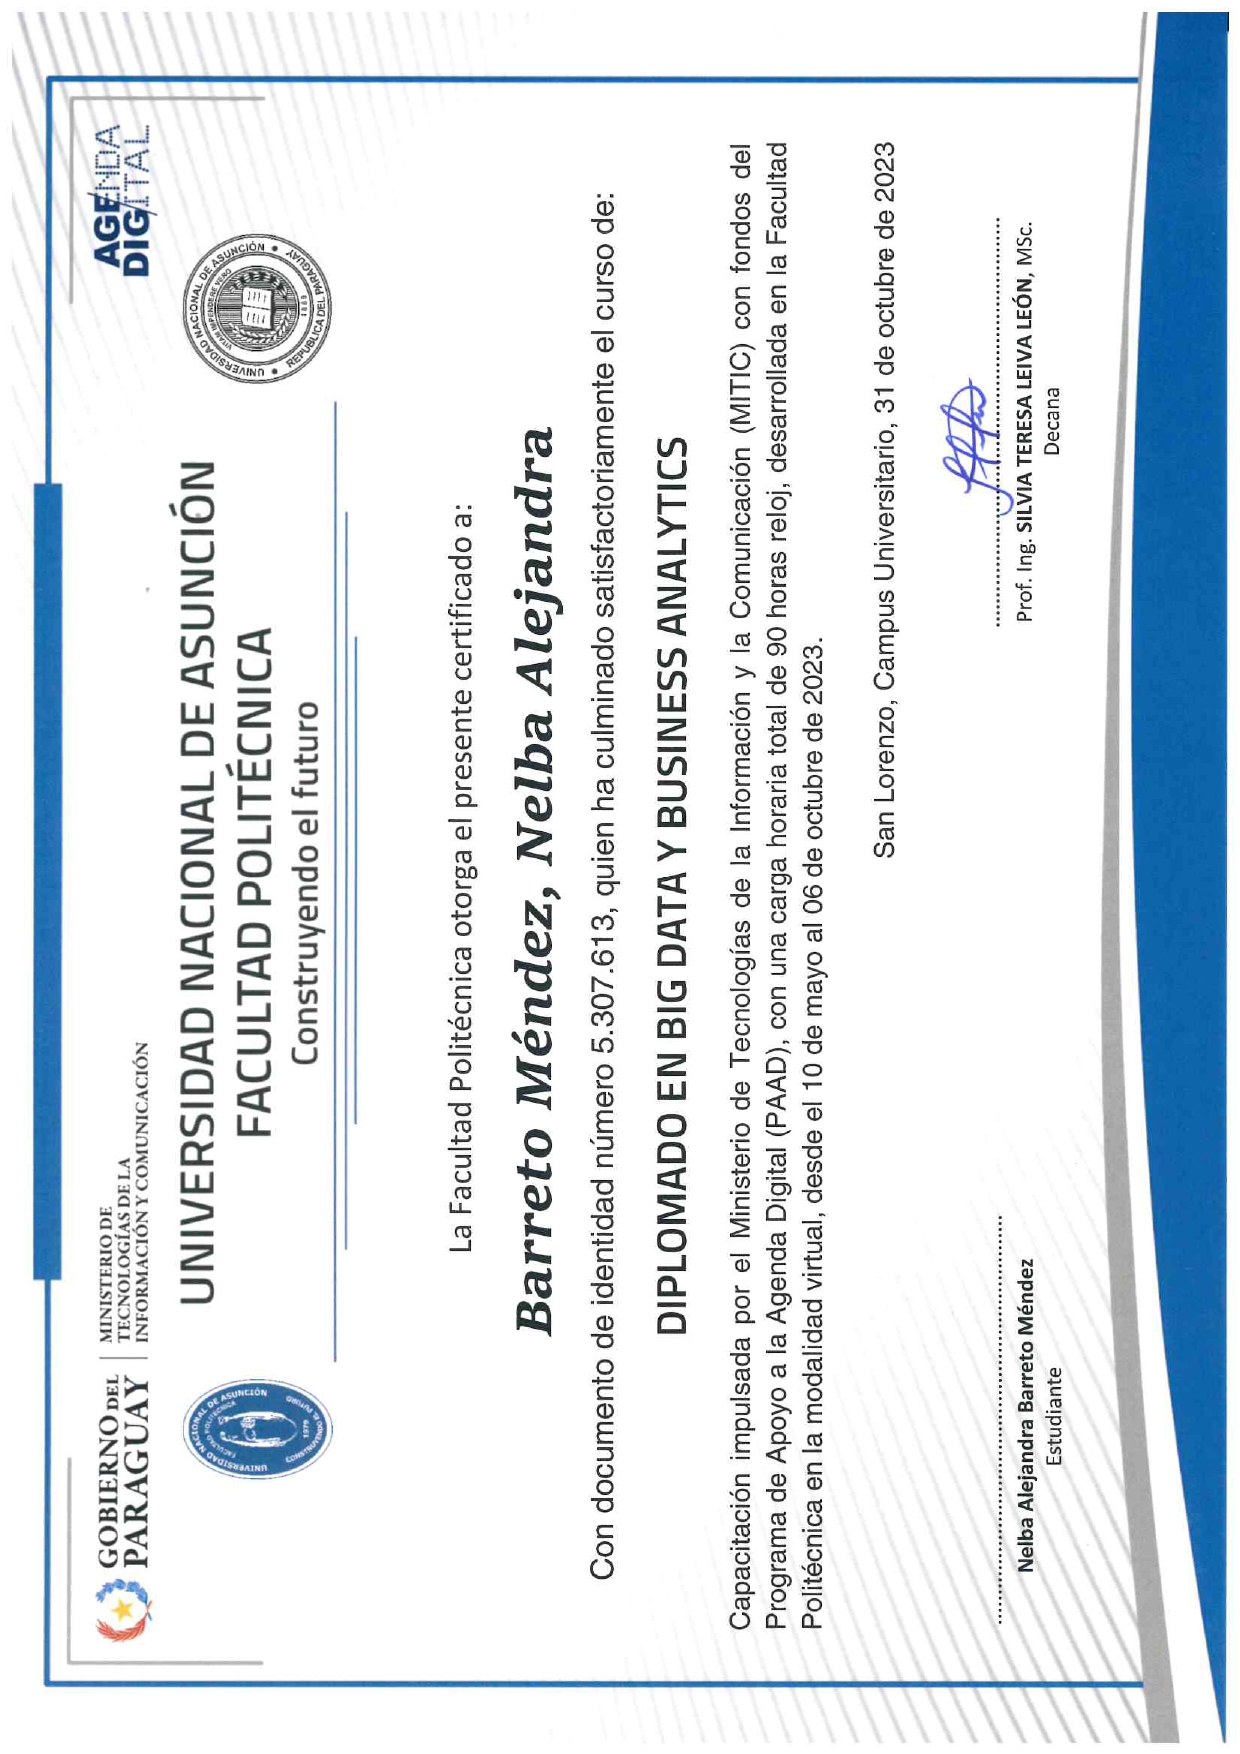 GOBIERNO DEL
PARAGUAY
MINISTERIO DE
TECNOLOGÍAS DE LA
INFORMACIÓN Y COMUNICACIÓN
AGENDA
DIGITAL
UNIVERSIDAD NACIONAL DE ASUNCIÓN
FACULTAD POLITÉCNICA
Construyendo el futuro
UNIVERSIDAD NACIONAL DE ASUNCIÓN
FACULTAD POLITÉCNICA
1979
CONSTRUYENDO EL FUTURO
UNIVERSIDAD NACIONAL DE ASUNCIÓN
VITAM IMPENDERE VERO
1889
REPUBLICA DEL PARAGUAY
La Facultad Politécnica otorga el presente certificado a:
Barreto Méndez, Nelba Alejandra
Con documento de identidad número 5.307.613, quien ha culminado satisfactoriamente el curso de:
DIPLOMADO EN BIG DATA Y BUSINESS ANALYTICS
Capacitación impulsada por el Ministerio de Tecnologías de la Información y la Comunicación (MITIC) con fondos del
Programa de Apoyo a la Agenda Digital (PAAD), con una carga horaria total de 90 horas reloj, desarrollada en la Facultad
Politécnica en la modalidad virtual, desde el 10 de mayo al 06 de octubre de 2023.
San Lorenzo, Campus Universitario, 31 de octubre de 2023
Nelba Alejandra Barreto Méndez
Estudiante
Prof. Ing. SILVIA TERESA LEIVA LEÓN, MSc.
Decana